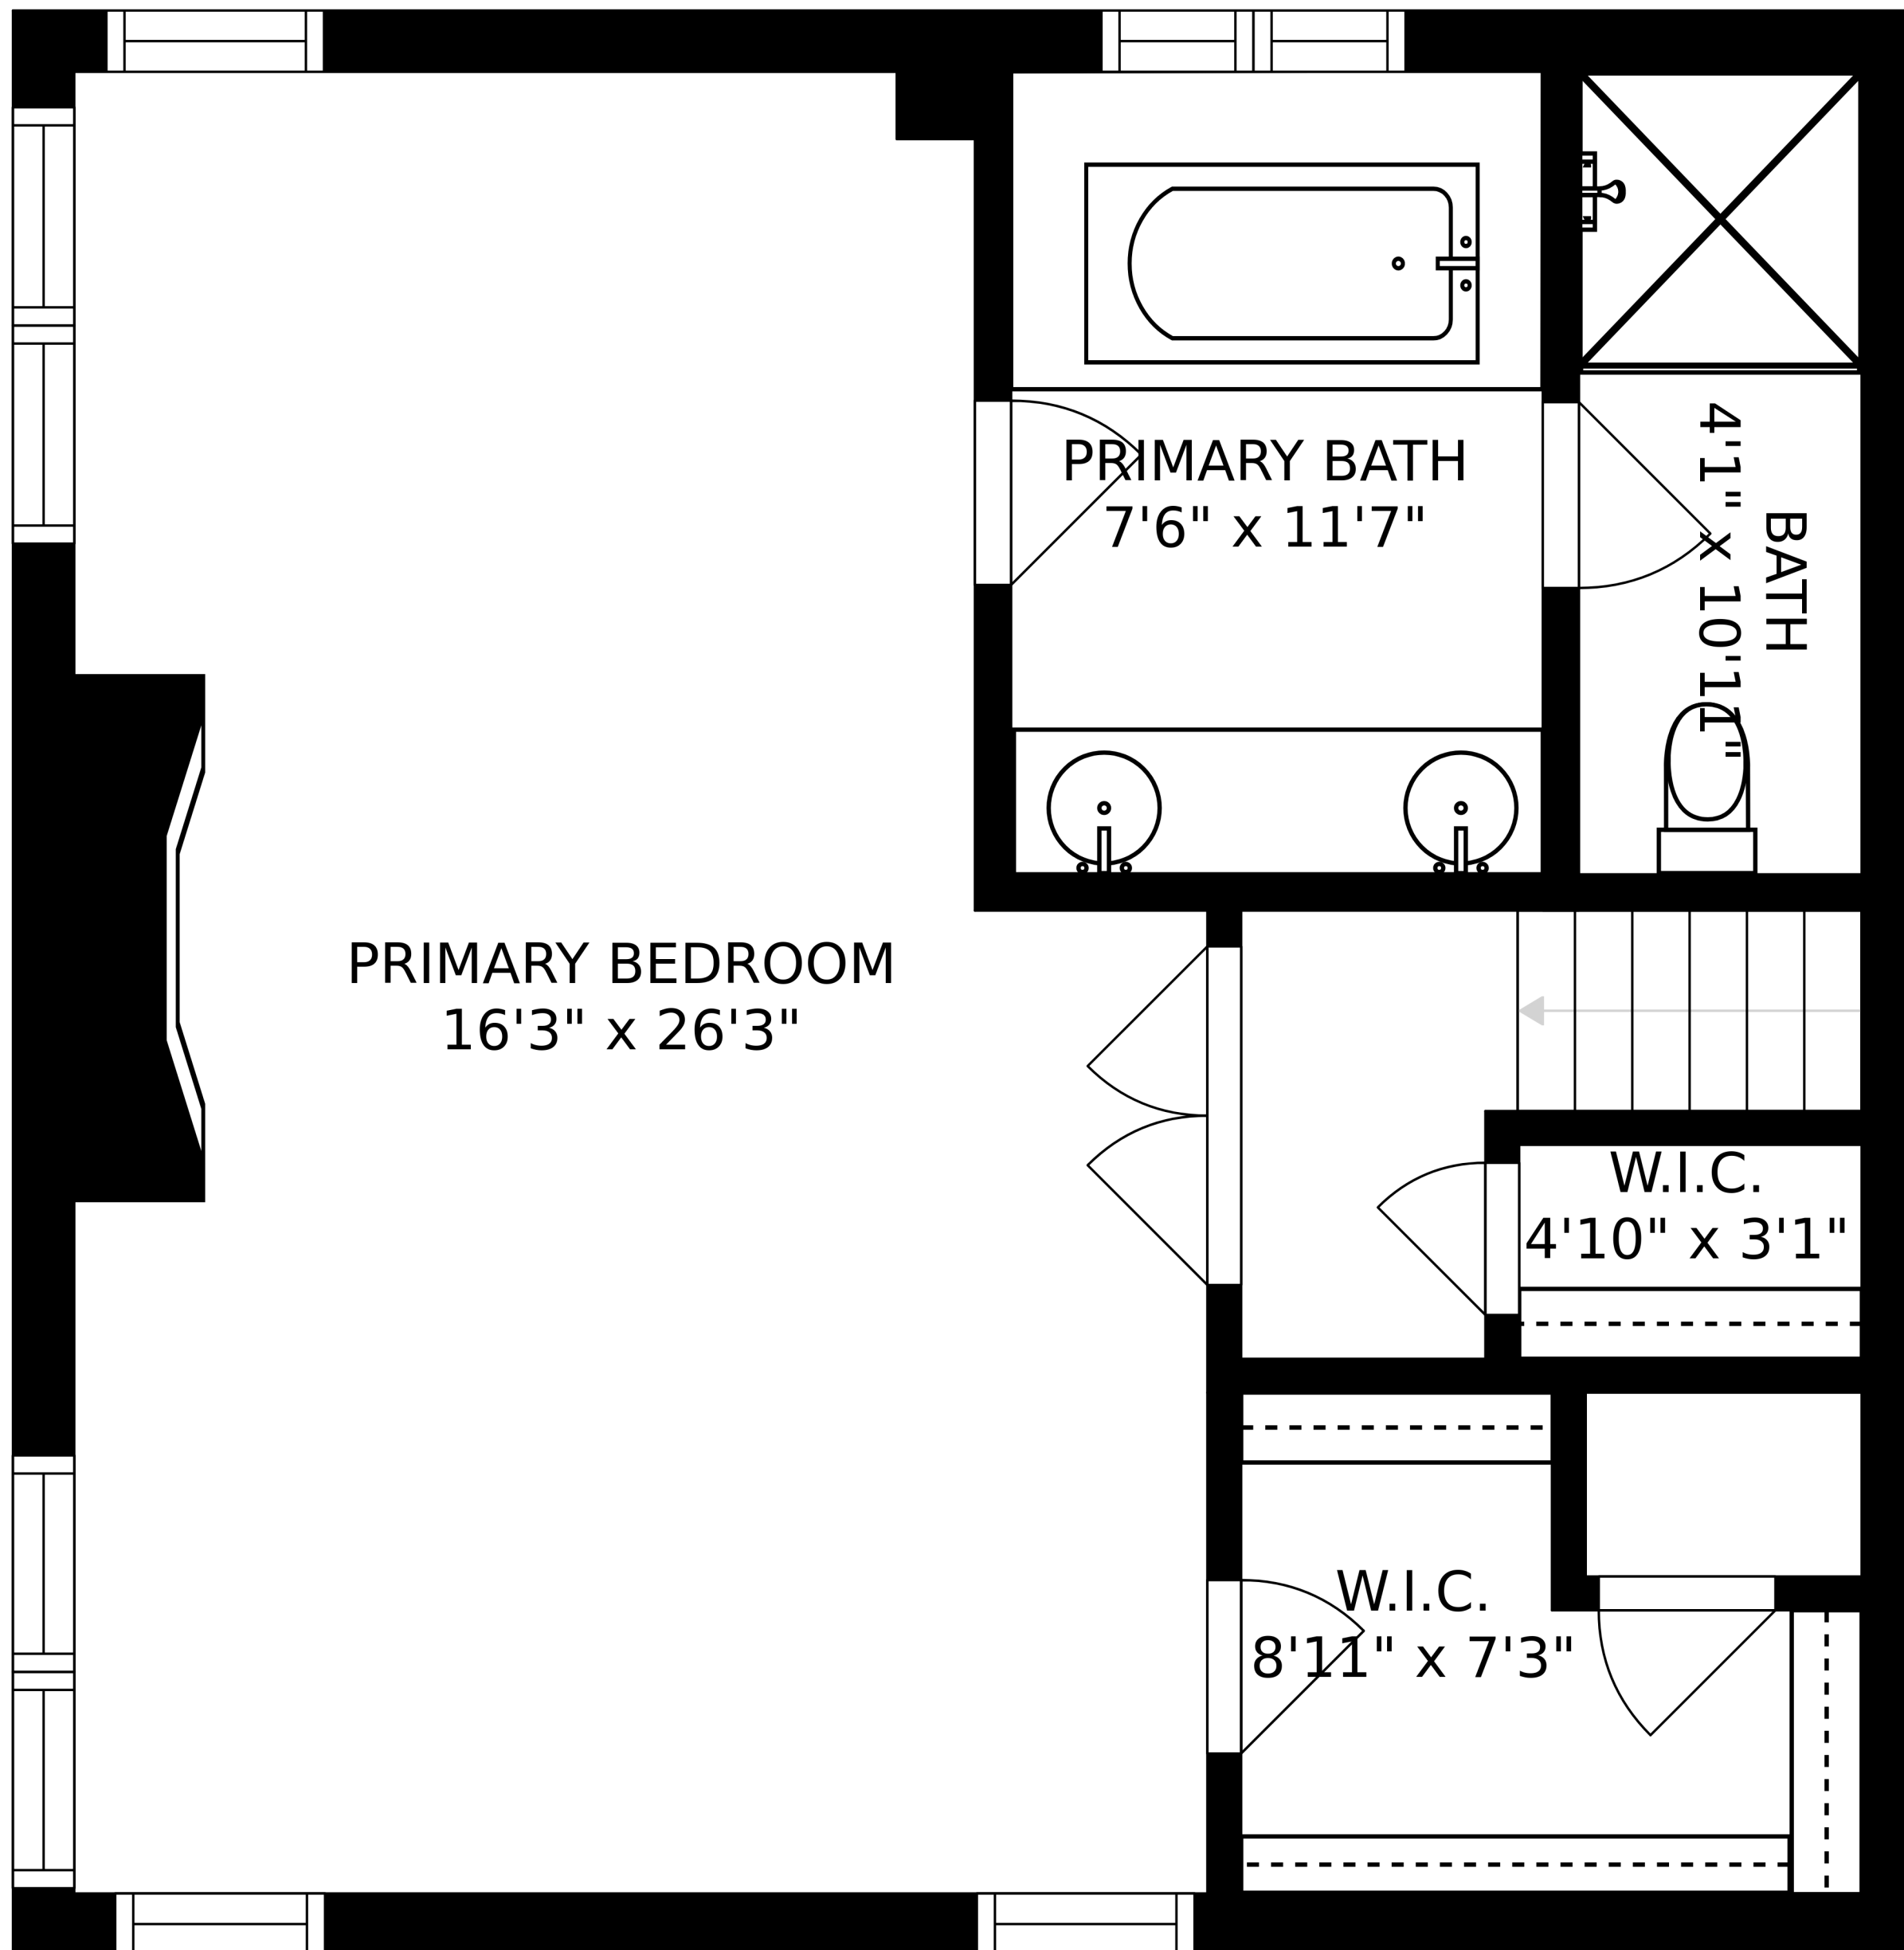 PRIMARY BATH
7'6" x 11'7"
BATH
4'1" x 10'11"
PRIMARY BEDROOM
16'3" x 26'3"
W.I.C.
4'10" x 3'1"
W.I.C.
8'11" x 7'3"